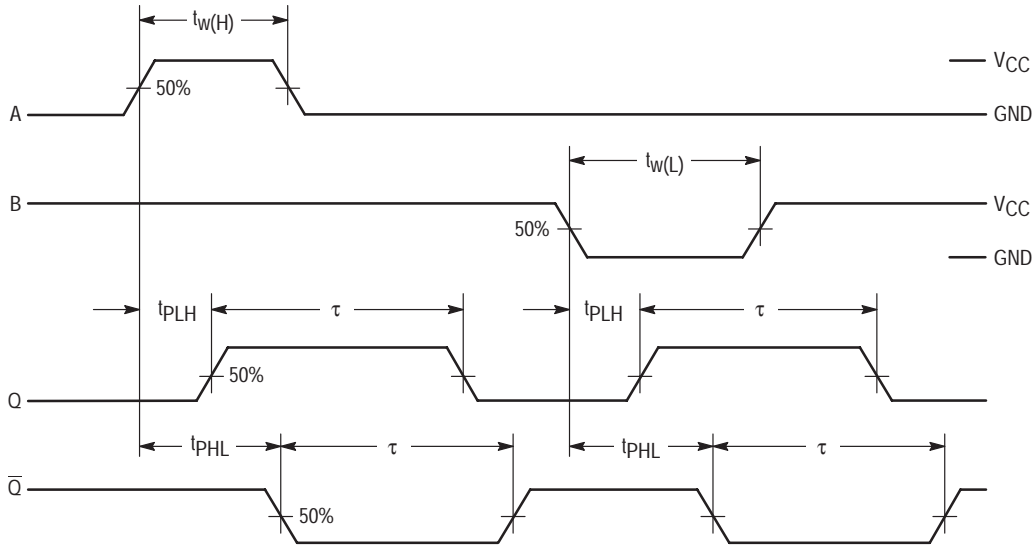 tw(H)
VCC
50%
A
GND
tw(L)
B
VCC
50%
GND
tPLH
τ
tPLH
τ
50%
Q
tPHL
τ
tPHL
τ
Q̅
50%